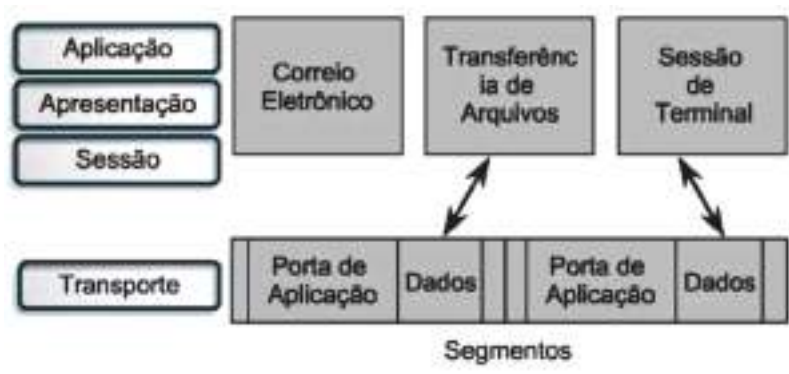 Aplicação
Apresentação
Sessão
Correio
Eletrônico
Transferênc
ia de
Arquivos
Sessão
de
Terminal
Transporte
Porta de
Aplicação
Dados
Porta de
Aplicação
Dados
Segmentos